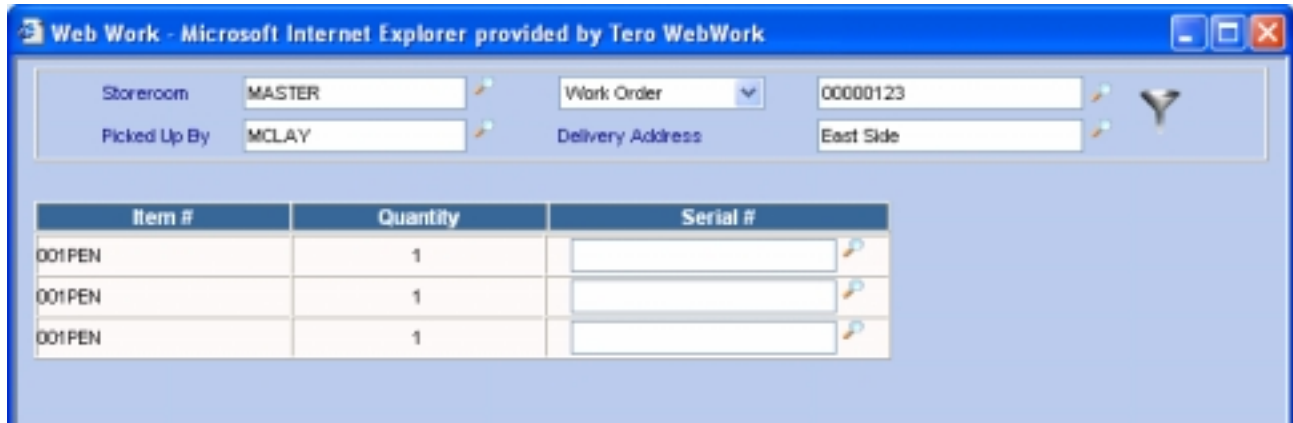 Web Work - Microsoft Internet Explorer provided by Tero WebWork
Storeroom MASTER Work Order 00000123
Picked Up By MCLAY Delivery Address East Side
Item # Quantity Serial #
001PEN 1
001PEN 1
001PEN 1